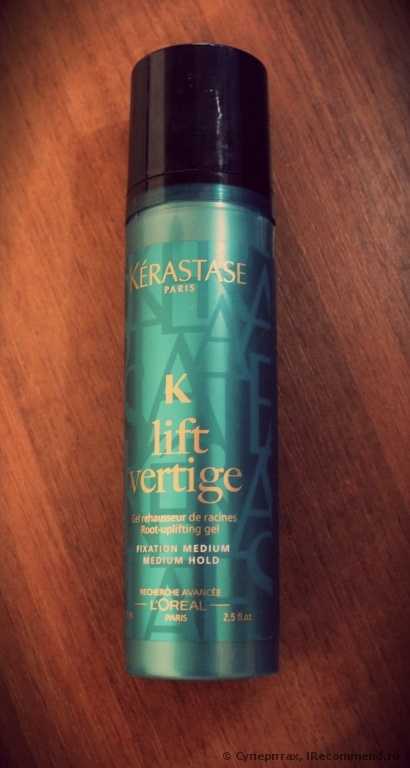 KÉRASTASE
PARIS
K
lift
vertige
Gel rehausseur de racines
Root-uplifting gel
FIXATION MEDIUM
MEDIUM HOLD
RECHERCHE AVANCÉE
L'ORÉAL
PARIS
2,5 fl.oz
© Суперптах, IRecommend.ru